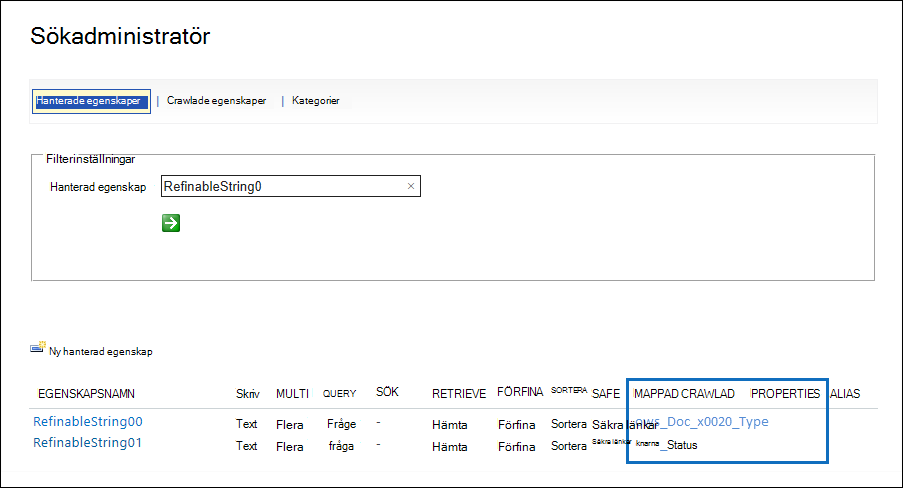 Sökadministratör
Hanterade egenskaper | Crawlade egenskaper | Kategorier
Filterinställningar
Hanterad egenskap RefinableString0 ×
Ny hanterad egenskap
EGENSKAPSNAMN Skriv MULTI QUERY SÖK RETRIEVE FÖRFINA SORTERA SAFE MAPPAD CRAWLAD PROPERTIES ALIAS
RefinableString00 Text Flera Fråge - Hämta Förfina Sortera Säkra länkar ows_Doc_x0020_Type
RefinableString01 Text Flera fråga - Hämta Förfina Sortera Säkra länkar knarna_Status